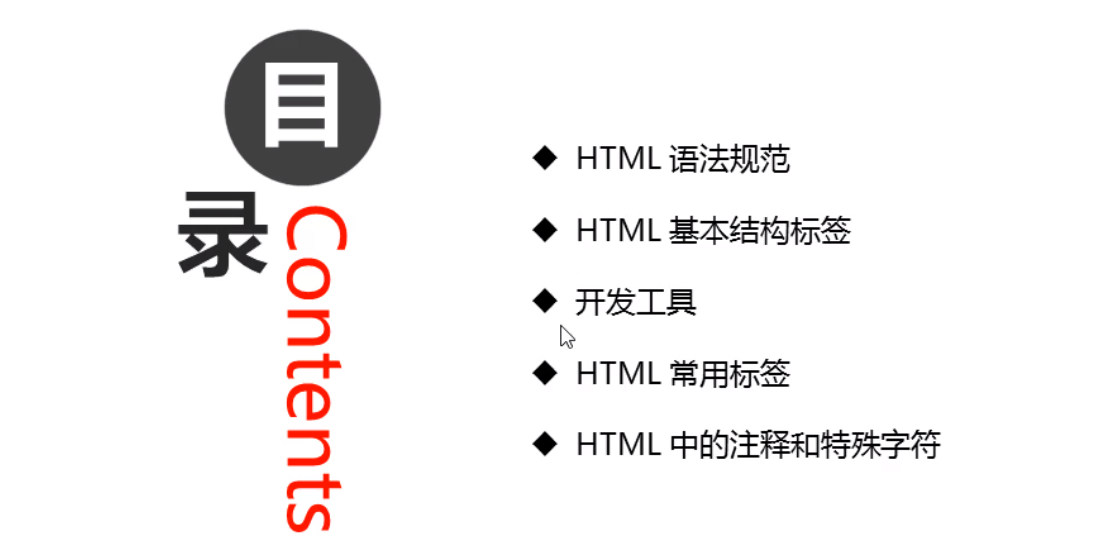 目
录
Contents
HTML 语法规范
HTML 基本结构标签
开发工具
HTML 常用标签
HTML 中的注释和特殊字符